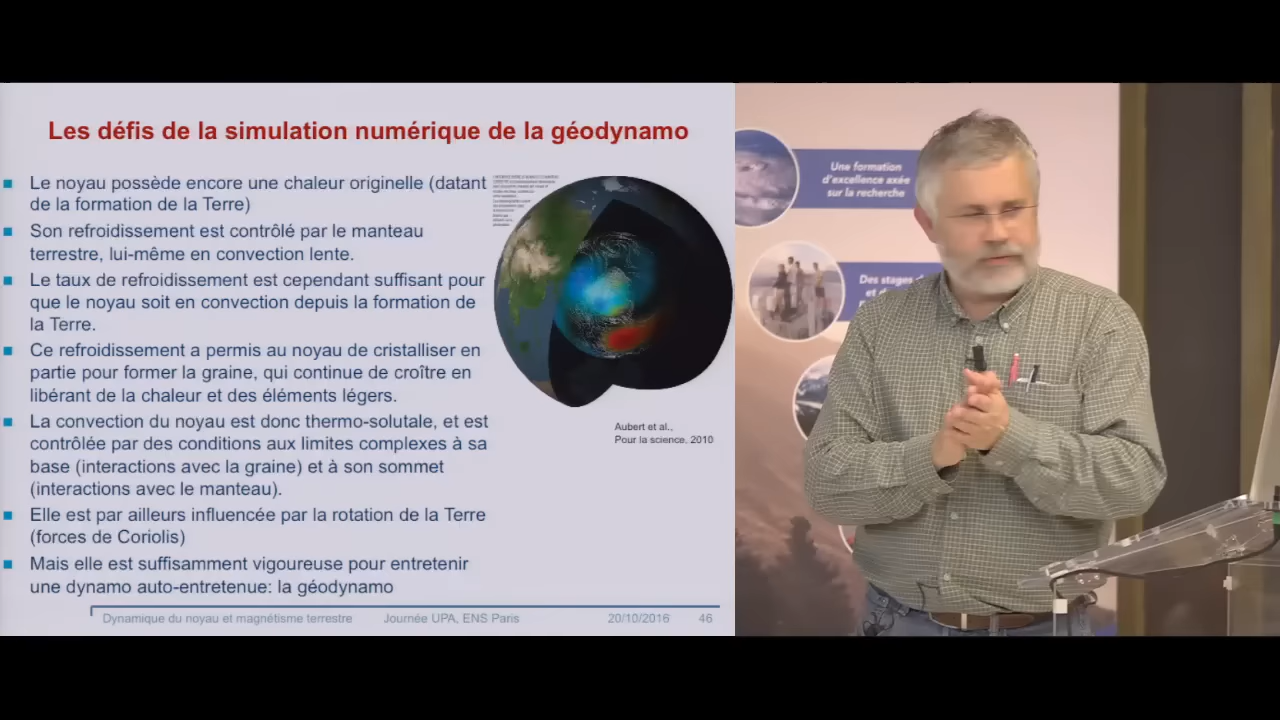 Les défis de la simulation numérique de la géodynamo
Le noyau possède encore une chaleur originelle (datant
de la formation de la Terre)
Son refroidissement est contrôlé par le manteau
terrestre, lui-même en convection lente.
Le taux de refroidissement est cependant suffisant pour
que le noyau soit en convection depuis la formation de
la Terre.
Ce refroidissement a permis au noyau de cristalliser en
partie pour former la graine, qui continue de croître en
libérant de la chaleur et des éléments légers.
La convection du noyau est donc thermo-solutale, et est
contrôlée par des conditions aux limites complexes à sa
base (interactions avec la graine) et à son sommet
(interactions avec le manteau).
Elle est par ailleurs influencée par la rotation de la Terre
(forces de Coriolis)
Mais elle est suffisamment vigoureuse pour entretenir
une dynamo auto-entretenue: la géodynamo
Aubert et al.,
Pour la science, 2010
Dynamique du noyau et magnétisme terrestre Journée UPA, ENS Paris 20/10/2016 46
Une formation
d'excellence axée
sur la recherche
Des stages
et